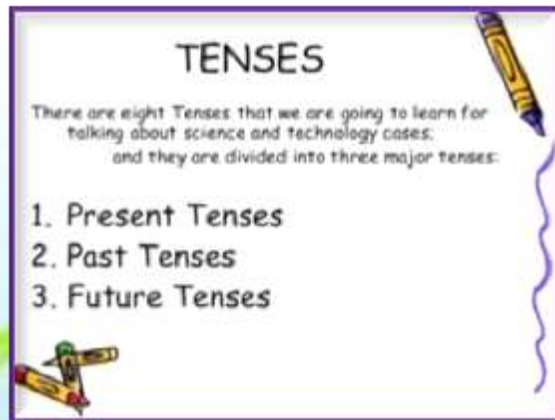 TENSES
There are eight Tenses that we are going to learn for
talking about science and technology cases;
and they are divided into three major tenses:
1. Present Tenses
2. Past Tenses
3. Future Tenses